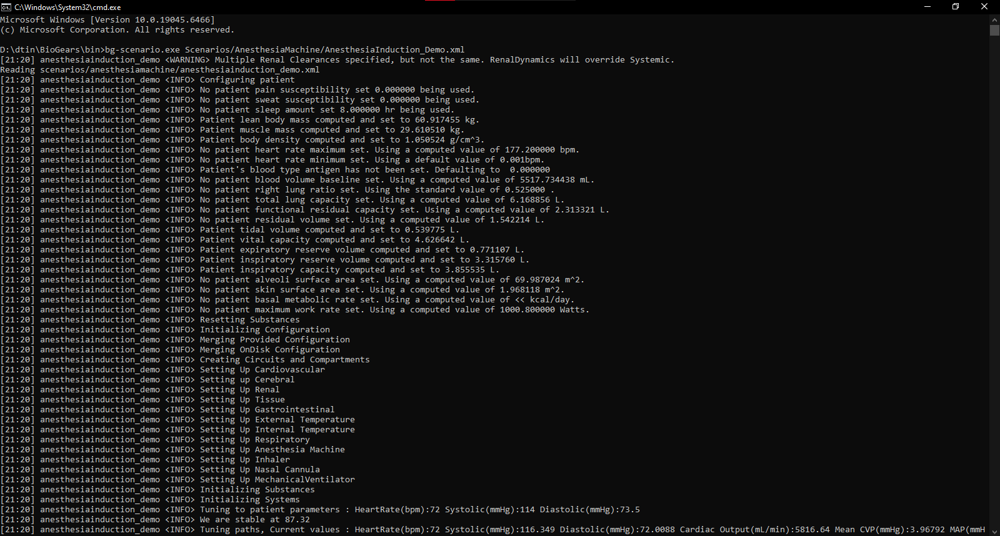 C:\Windows\System32\cmd.exe
Microsoft Windows [Version 10.0.19045.6466]
(c) Microsoft Corporation. All rights reserved.
D:\dtin\BioGears\bin>bg-scenario.exe Scenarios/AnesthesiaMachine/AnesthesiaInduction_Demo.xml
[21:20] anesthesiainduction_demo <WARNING> Multiple Renal Clearances specified, but not the same. RenalDynamics will override Systemic.
Reading scenarios/anesthesiamachine/anesthesiainduction_demo.xml
[21:20] anesthesiainduction_demo <INFO> Configuring patient
[21:20] anesthesiainduction_demo <INFO> No patient pain susceptibility set 0.000000 being used.
[21:20] anesthesiainduction_demo <INFO> No patient sweat susceptibility set 0.000000 being used.
[21:20] anesthesiainduction_demo <INFO> No patient sleep amount set 8.000000 hr being used.
[21:20] anesthesiainduction_demo <INFO> Patient lean body mass computed and set to 60.917455 kg.
[21:20] anesthesiainduction_demo <INFO> Patient muscle mass computed and set to 29.610510 kg.
[21:20] anesthesiainduction_demo <INFO> Patient body density computed and set to 1.050524 g/cm^3.
[21:20] anesthesiainduction_demo <INFO> No patient heart rate maximum set. Using a computed value of 177.200000 bpm.
[21:20] anesthesiainduction_demo <INFO> No patient heart rate minimum set. Using a default value of 0.001bpm.
[21:20] anesthesiainduction_demo <INFO> Patient's blood type antigen has not been set. Defaulting to  0.000000
[21:20] anesthesiainduction_demo <INFO> No patient blood volume baseline set. Using a computed value of 5517.734438 mL.
[21:20] anesthesiainduction_demo <INFO> No patient right lung ratio set. Using the standard value of 0.525000 .
[21:20] anesthesiainduction_demo <INFO> No patient total lung capacity set. Using a computed value of 6.168856 L.
[21:20] anesthesiainduction_demo <INFO> No patient functional residual capacity set. Using a computed value of 2.313321 L.
[21:20] anesthesiainduction_demo <INFO> No patient residual volume set. Using a computed value of 1.542214 L.
[21:20] anesthesiainduction_demo <INFO> Patient tidal volume computed and set to 0.539775 L.
[21:20] anesthesiainduction_demo <INFO> Patient vital capacity computed and set to 4.626642 L.
[21:20] anesthesiainduction_demo <INFO> Patient expiratory reserve volume computed and set to 0.771107 L.
[21:20] anesthesiainduction_demo <INFO> Patient inspiratory reserve volume computed and set to 3.315760 L.
[21:20] anesthesiainduction_demo <INFO> Patient inspiratory capacity computed and set to 3.855535 L.
[21:20] anesthesiainduction_demo <INFO> No patient alveoli surface area set. Using a computed value of 69.987024 m^2.
[21:20] anesthesiainduction_demo <INFO> No patient skin surface area set. Using a computed value of 1.968118 m^2.
[21:20] anesthesiainduction_demo <INFO> No patient basal metabolic rate set. Using a computed value of << kcal/day.
[21:20] anesthesiainduction_demo <INFO> No patient maximum work rate set. Using a computed value of 1000.800000 Watts.
[21:20] anesthesiainduction_demo <INFO> Resetting Substances
[21:20] anesthesiainduction_demo <INFO> Initializing Configuration
[21:20] anesthesiainduction_demo <INFO> Merging Provided Configuration
[21:20] anesthesiainduction_demo <INFO> Merging OnDisk Configuration
[21:20] anesthesiainduction_demo <INFO> Creating Circuits and Compartments
[21:20] anesthesiainduction_demo <INFO> Setting Up Cardiovascular
[21:20] anesthesiainduction_demo <INFO> Setting up Cerebral
[21:20] anesthesiainduction_demo <INFO> Setting Up Renal
[21:20] anesthesiainduction_demo <INFO> Setting Up Tissue
[21:20] anesthesiainduction_demo <INFO> Setting Up Gastrointestinal
[21:20] anesthesiainduction_demo <INFO> Setting Up External Temperature
[21:20] anesthesiainduction_demo <INFO> Setting Up Internal Temperature
[21:20] anesthesiainduction_demo <INFO> Setting Up Respiratory
[21:20] anesthesiainduction_demo <INFO> Setting Up Anesthesia Machine
[21:20] anesthesiainduction_demo <INFO> Setting Up Inhaler
[21:20] anesthesiainduction_demo <INFO> Setting Up Nasal Cannula
[21:20] anesthesiainduction_demo <INFO> Setting Up MechanicalVentilator
[21:20] anesthesiainduction_demo <INFO> Initializing Substances
[21:20] anesthesiainduction_demo <INFO> Initializing Systems
[21:20] anesthesiainduction_demo <INFO> Tuning to patient parameters : HeartRate(bpm):72 Systolic(mmHg):114 Diastolic(mmHg):73.5
[21:20] anesthesiainduction_demo <INFO> We are stable at 87.32
[21:20] anesthesiainduction_demo <INFO> Tuning paths, Current values : HeartRate(bpm):72 Systolic(mmHg):116.349 Diastolic(mmHg):72.0088 Cardiac Output(mL/min):5816.64 Mean CVP(mmHg):3.96792 MAP(mmH